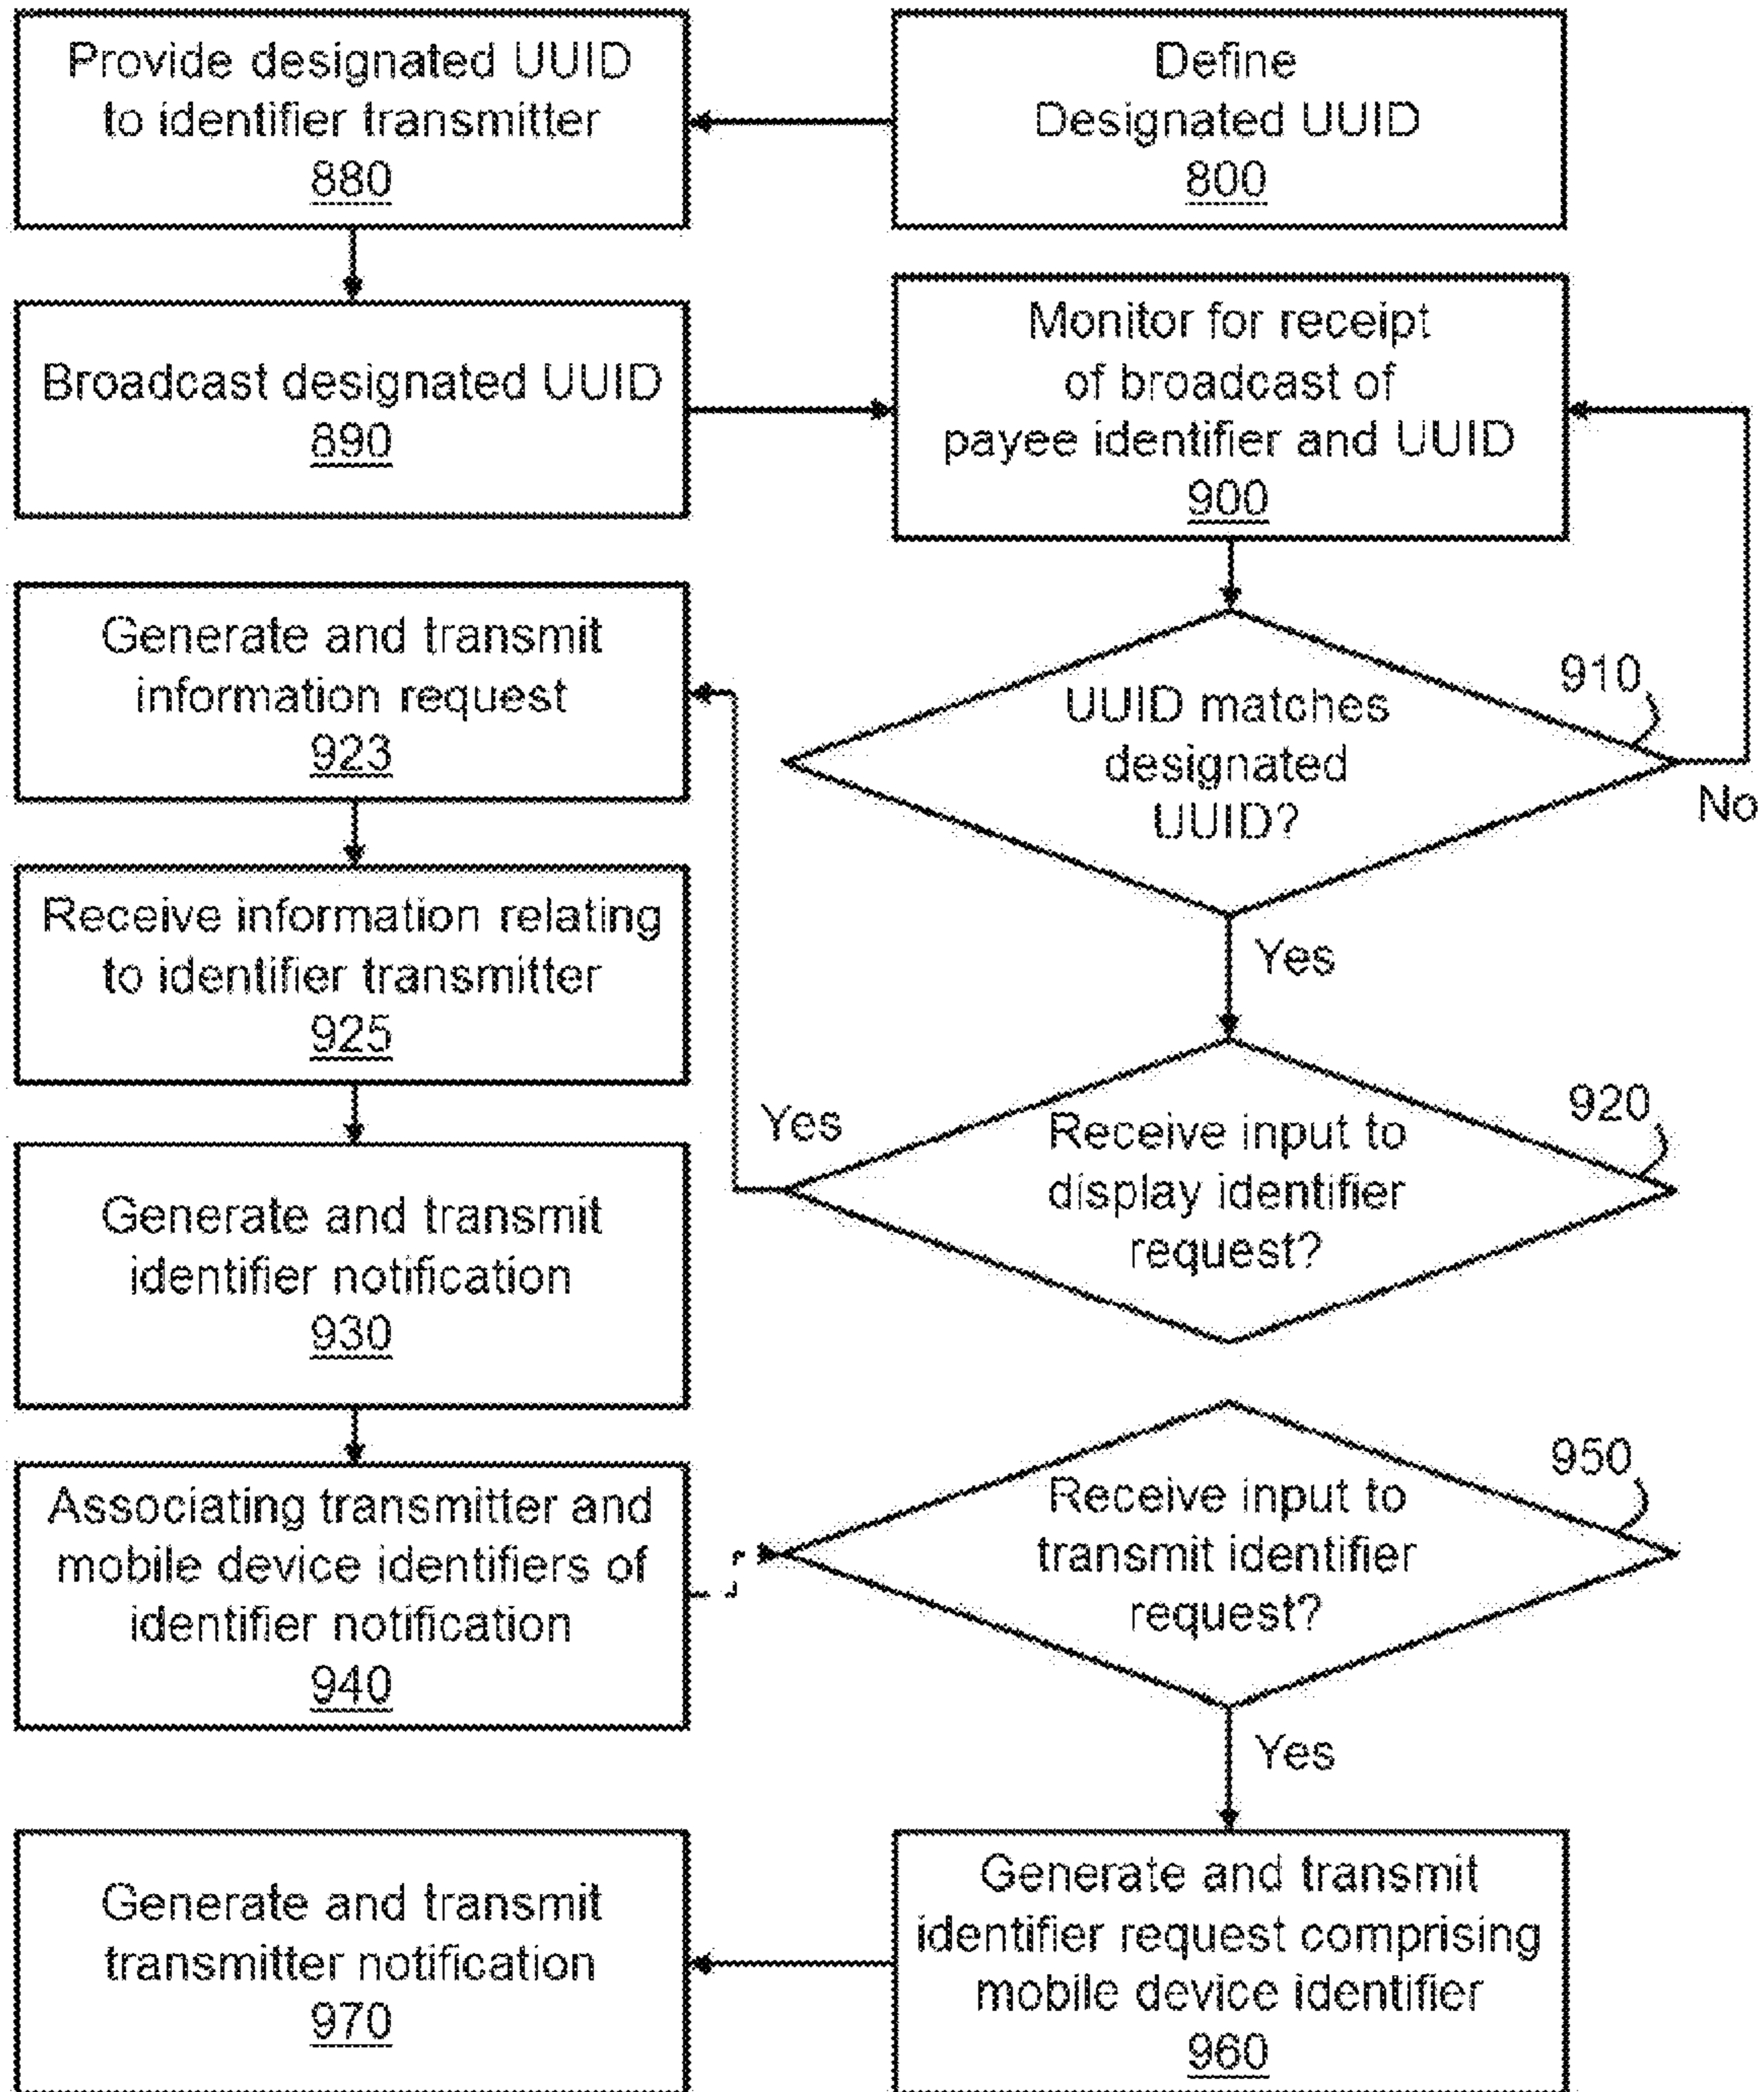 Provide designated UUID
to identifier transmitter
880
Define
Designated UUID
800
Broadcast designated UUID
890
Monitor for receipt
of broadcast of
payee identifier and UUID
900
UUID matches
designated
UUID?
910
No
Yes
Generate and transmit
information request
923
Receive information relating
to identifier transmitter
925
Receive input to
display identifier
request?
920
Yes
Generate and transmit
identifier notification
930
Associating transmitter and
mobile device identifiers of
identifier notification
940
Receive input to
transmit identifier
request?
950
Yes
Generate and transmit
identifier request comprising
mobile device identifier
960
Generate and transmit
transmitter notification
970